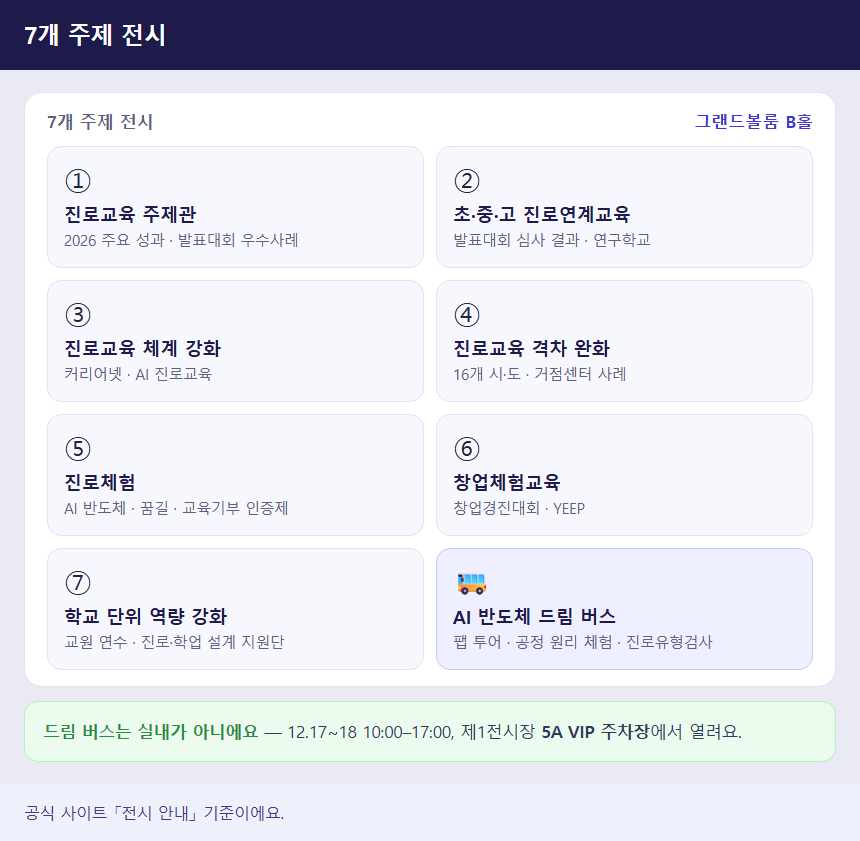 7개 주제 전시
7개 주제 전시
그랜드볼룸 B홀
①
진로교육 주제관
2026 주요 성과 · 발표대회 우수사례
②
초·중·고 진로연계교육
발표대회 심사 결과 · 연구학교
③
진로교육 체계 강화
커리어넷 · AI 진로교육
④
진로교육 격차 완화
16개 시·도 · 거점센터 사례
⑤
진로체험
AI 반도체 · 꿈길 · 교육기부 인증제
⑥
창업체험교육
창업경진대회 · YEEP
⑦
학교 단위 역량 강화
교원 연수 · 진로·학업 설계 지원단
AI 반도체 드림 버스
팹 투어 · 공정 원리 체험 · 진로유형검사
드림 버스는 실내가 아니에요 — 12.17~18 10:00–17:00, 제1전시장 5A VIP 주차장에서 열려요.
공식 사이트 「전시 안내」 기준이에요.